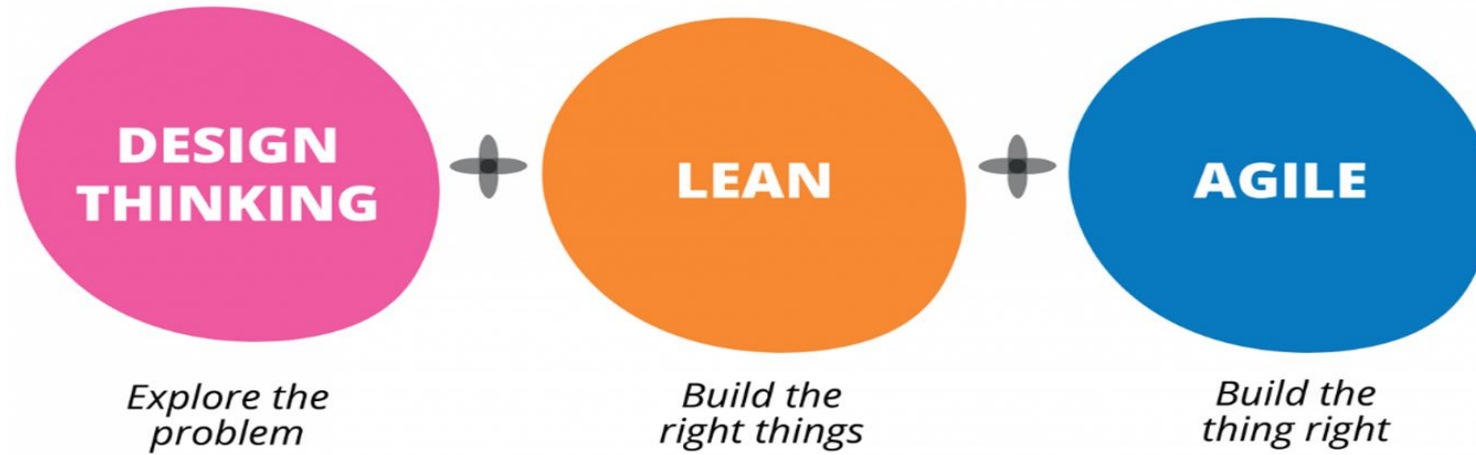 DESIGN
THINKING
LEAN
AGILE
Explore the
problem
Build the
right things
Build the
thing right